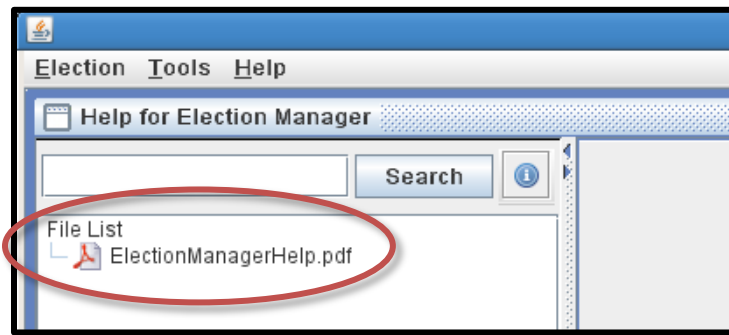 Election Tools Help
Help for Election Manager
Search
File List
ElectionManagerHelp.pdf